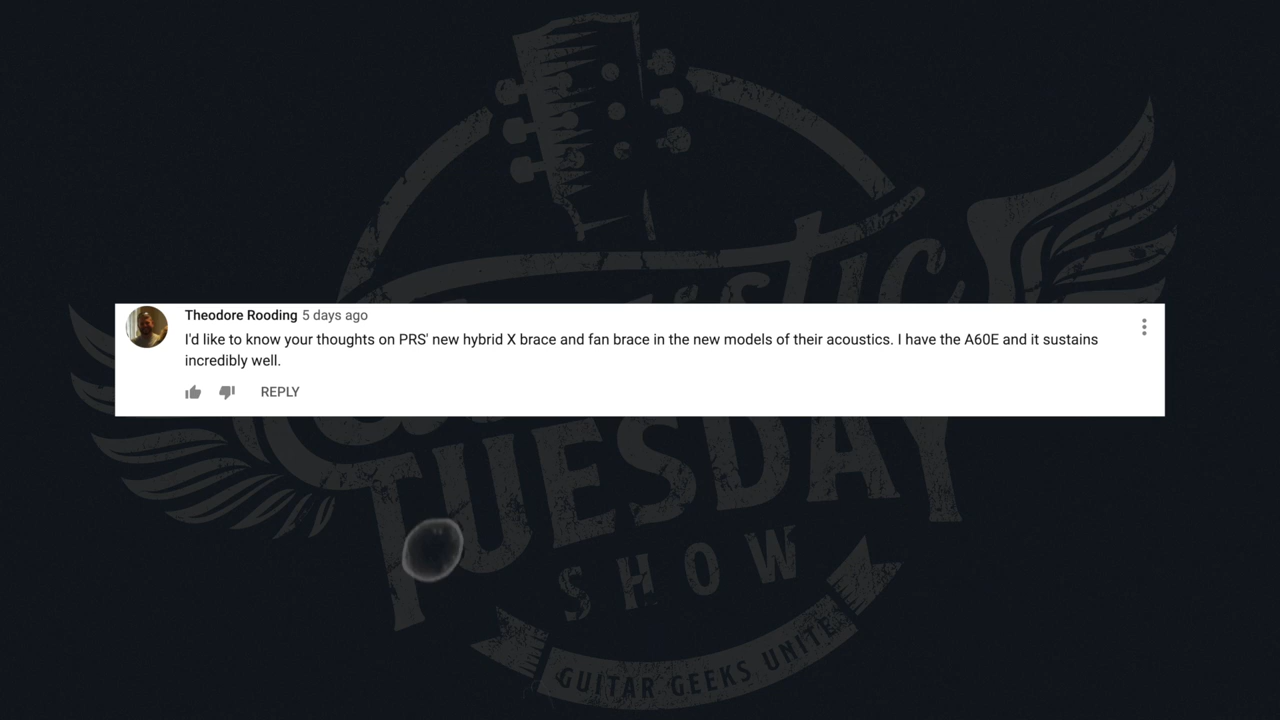 Theodore Rooding 5 days ago
I'd like to know your thoughts on PRS' new hybrid X brace and fan brace in the new models of their acoustics. I have the A60E and it sustains
incredibly well.
REPLY
TUESDAY
SHOW
GUITAR GEEKS UNITE